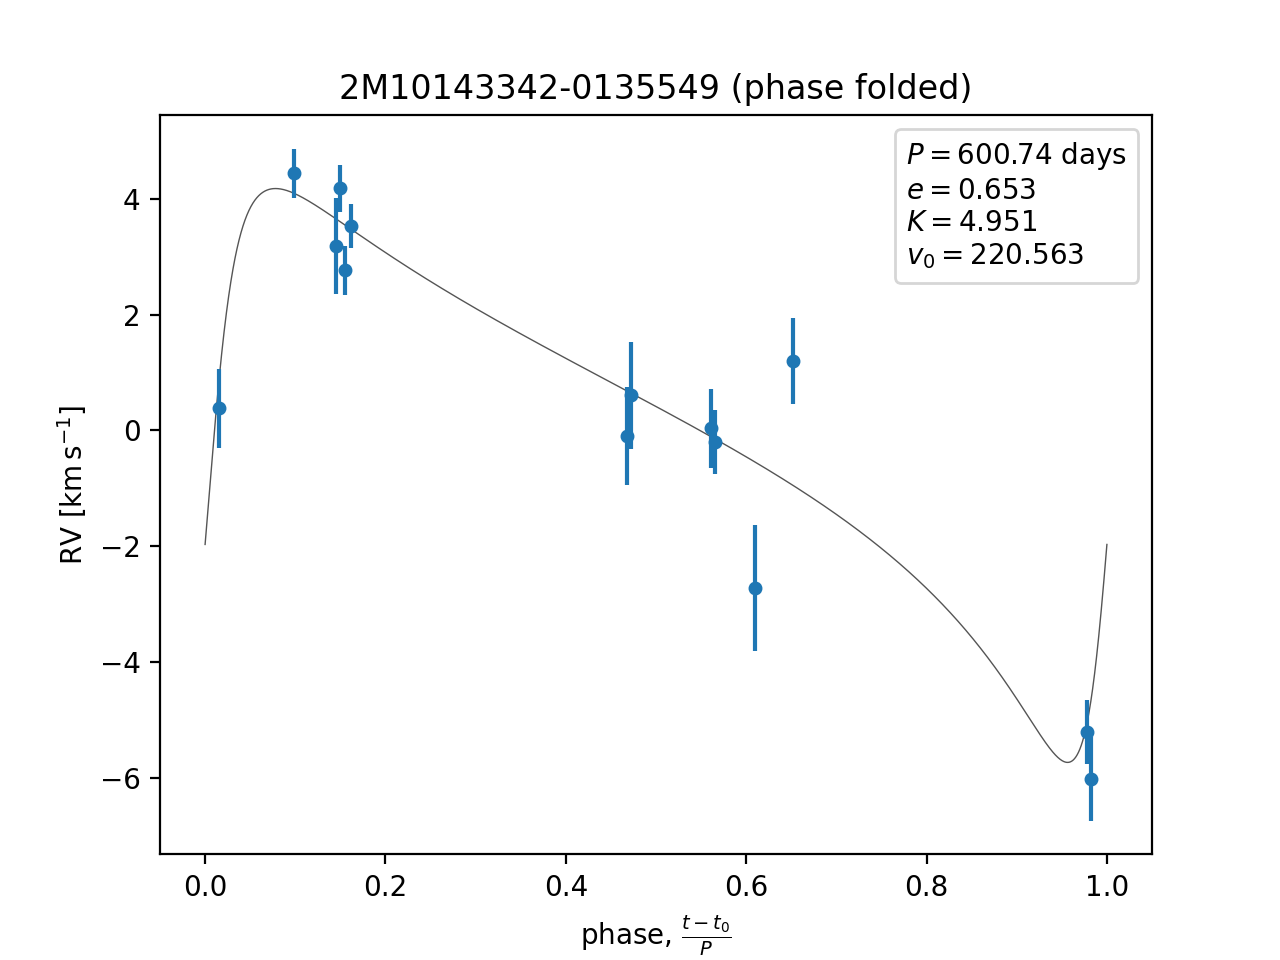 2M10143342-0135549 (phase folded)
P = 600.74 days
e = 0.653
K = 4.951
v₀ = 220.563
RV [km s⁻¹]
4
2
0
−2
−4
−6
0.0 0.2 0.4 0.6 0.8 1.0
phase, (t − t₀)/P